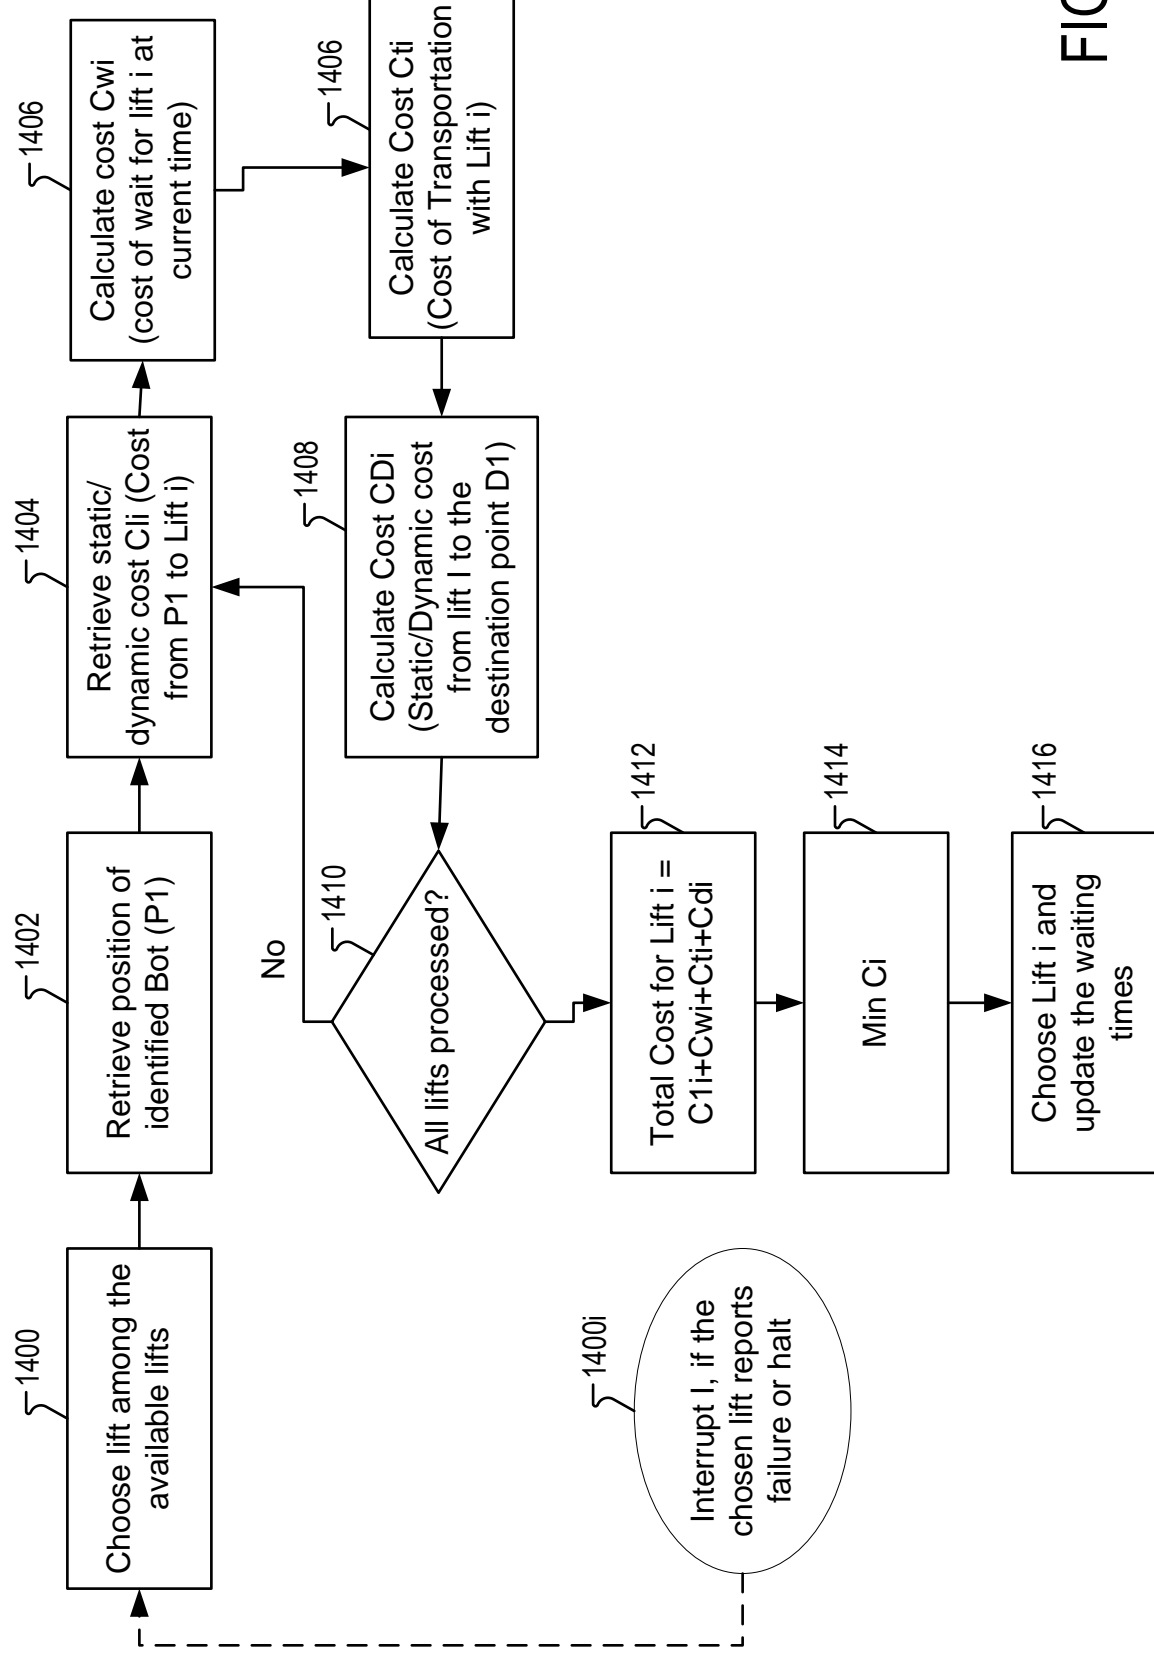 1400
Choose lift among the
available lifts
1402
Retrieve position of
identified Bot (P1)
1404
Retrieve static/
dynamic cost Cli (Cost
from P1 to Lift i)
1406
Calculate cost Cwi
(cost of wait for lift i at
current time)
1406
Calculate Cost Cti
(Cost of Transportation
with Lift i)
1408
Calculate Cost CDi
(Static/Dynamic cost
from lift I to the
destination point D1)
1410
All lifts processed?
No
1412
Total Cost for Lift i =
C1i+Cwi+Cti+Cdi
1414
Min Ci
1416
Choose Lift i and
update the waiting
times
1400i
Interrupt I, if the
chosen lift reports
failure or halt